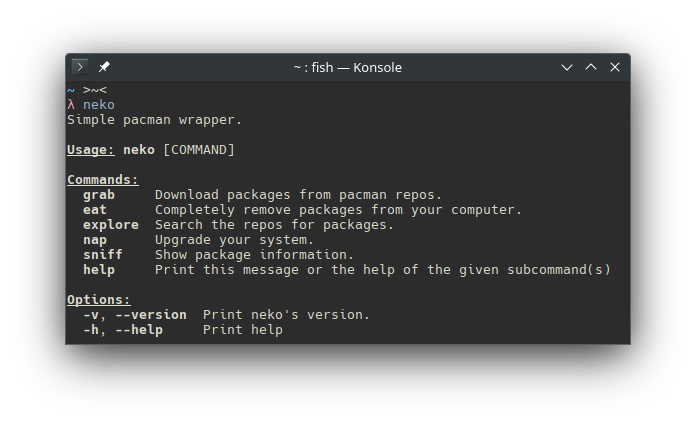 ~ : fish — Konsole
~ >~<
λ neko
Simple pacman wrapper.
Usage: neko [COMMAND]
Commands:
grab Download packages from pacman repos.
eat Completely remove packages from your computer.
explore Search the repos for packages.
nap Upgrade your system.
sniff Show package information.
help Print this message or the help of the given subcommand(s)
Options:
-v, --version Print neko's version.
-h, --help Print help